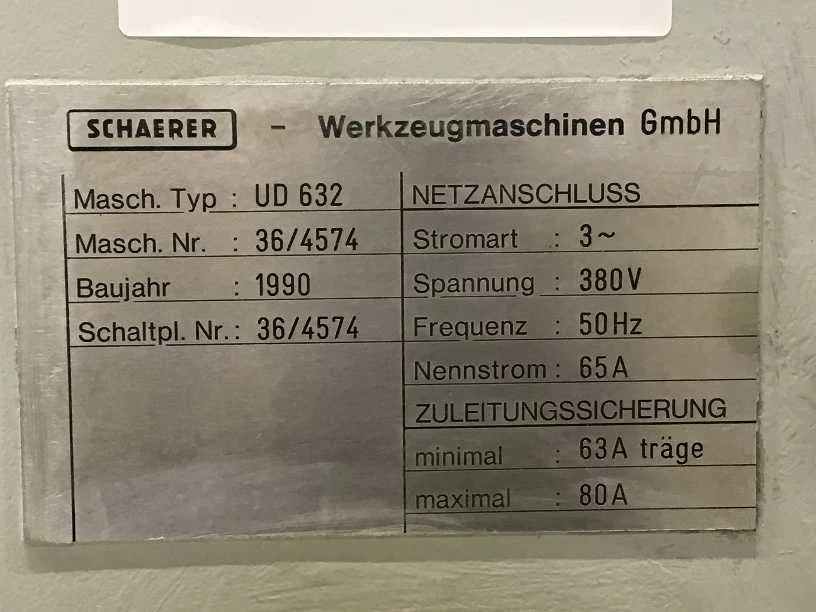 SCHAERER - Werkzeugmaschinen GmbH
Masch. Typ : UD 632
Masch. Nr. : 36/4574
Baujahr : 1990
Schaltpl. Nr.: 36/4574
NETZANSCHLUSS
Stromart : 3~
Spannung : 380V
Frequenz : 50Hz
Nennstrom : 65A
ZULEITUNGSSICHERUNG
minimal : 63A träge
maximal : 80A